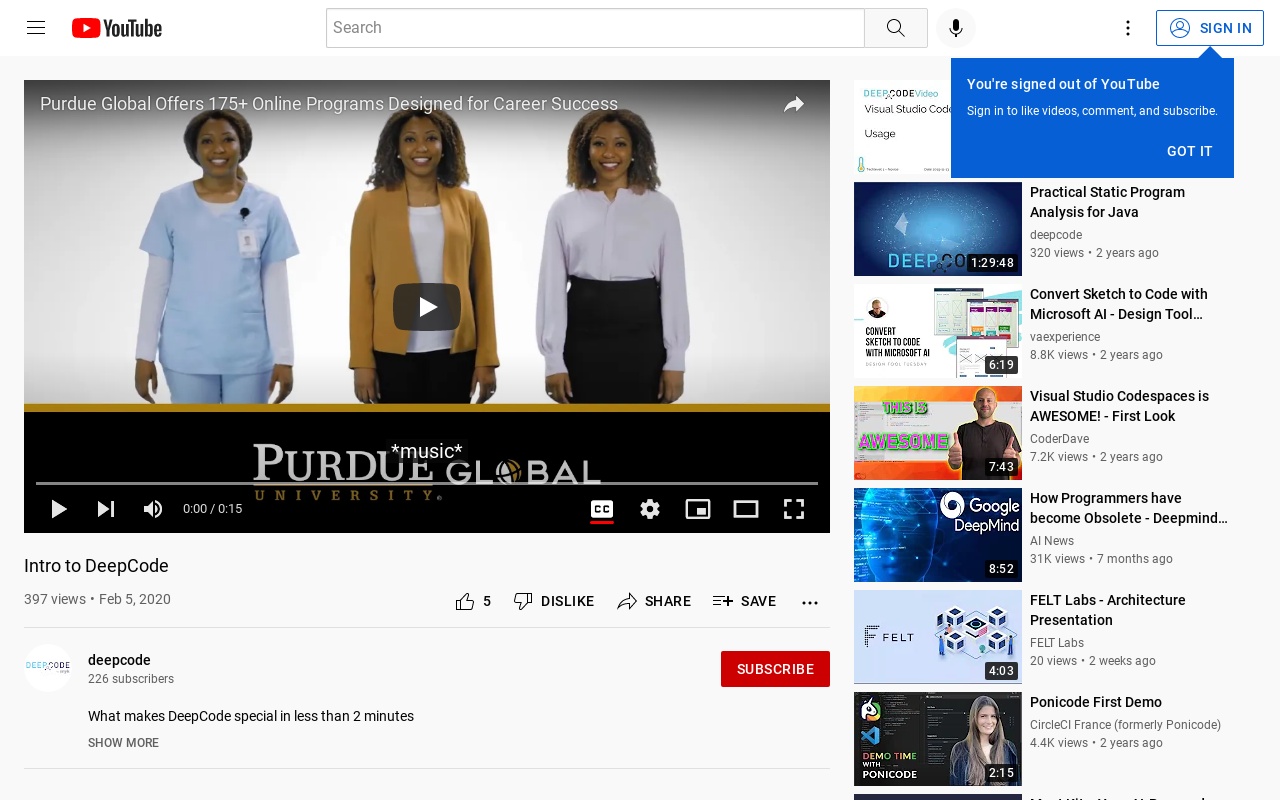 YouTube
Search
SIGN IN
You're signed out of YouTube
Sign in to like videos, comment, and subscribe.
GOT IT
Purdue Global Offers 175+ Online Programs Designed for Career Success
PURDUE GLOBAL
UNIVERSITY
*music*
0:00 / 0:15
CC
Intro to DeepCode
397 views • Feb 5, 2020
5 DISLIKE SHARE SAVE
DEEPCODE
deepcode
226 subscribers
SUBSCRIBE
What makes DeepCode special in less than 2 minutes
SHOW MORE
DEEPCODEVideo
Visual Studio Code
Usage
DEEPCO
1:29:48
Practical Static Program
Analysis for Java
deepcode
320 views • 2 years ago
CONVERT
SKETCH TO CODE
WITH MICROSOFT AI
DESIGN TOOL TUESDAY
6:19
Convert Sketch to Code with
Microsoft AI - Design Tool…
vaexperience
8.8K views • 2 years ago
THIS IS
AWESOME
7:43
Visual Studio Codespaces is
AWESOME! - First Look
CoderDave
7.2K views • 2 years ago
Google
DeepMind
8:52
How Programmers have
become Obsolete - Deepmind…
AI News
31K views • 7 months ago
FELT
4:03
FELT Labs - Architecture
Presentation
FELT Labs
20 views • 2 weeks ago
DEMO TIME
WITH
PONICODE
2:15
Ponicode First Demo
CircleCI France (formerly Ponicode)
4.4K views • 2 years ago